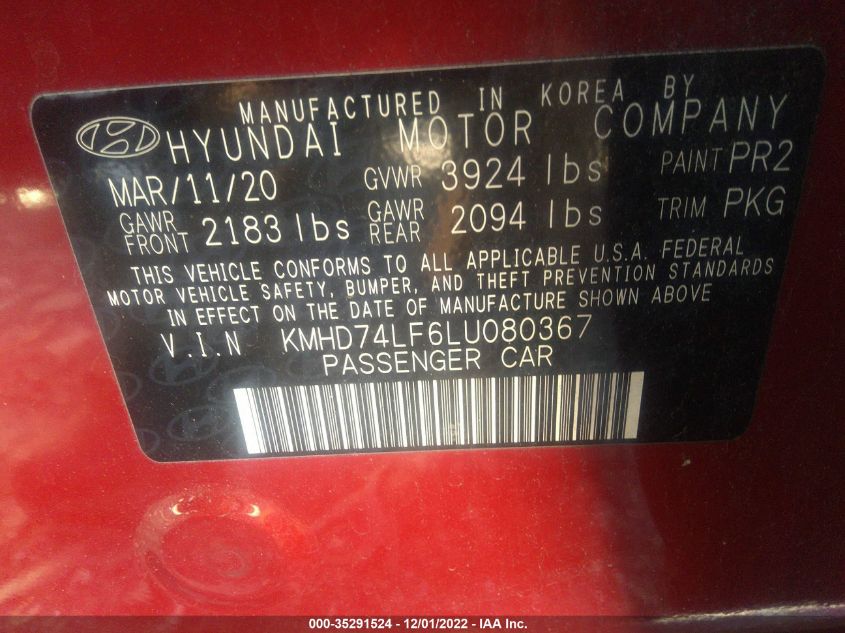 MANUFACTURED IN KOREA BY
HYUNDAI MOTOR COMPANY
MAR/11/20 GVWR 3924 lbs PAINT PR2
GAWR FRONT 2183 lbs GAWR REAR 2094 lbs TRIM PKG
THIS VEHICLE CONFORMS TO ALL APPLICABLE U.S.A. FEDERAL
MOTOR VEHICLE SAFETY, BUMPER, AND THEFT PREVENTION STANDARDS
IN EFFECT ON THE DATE OF MANUFACTURE SHOWN ABOVE
V.I.N KMHD74LF6LU080367
PASSENGER CAR
000-35291524 - 12/01/2022 - IAA Inc.